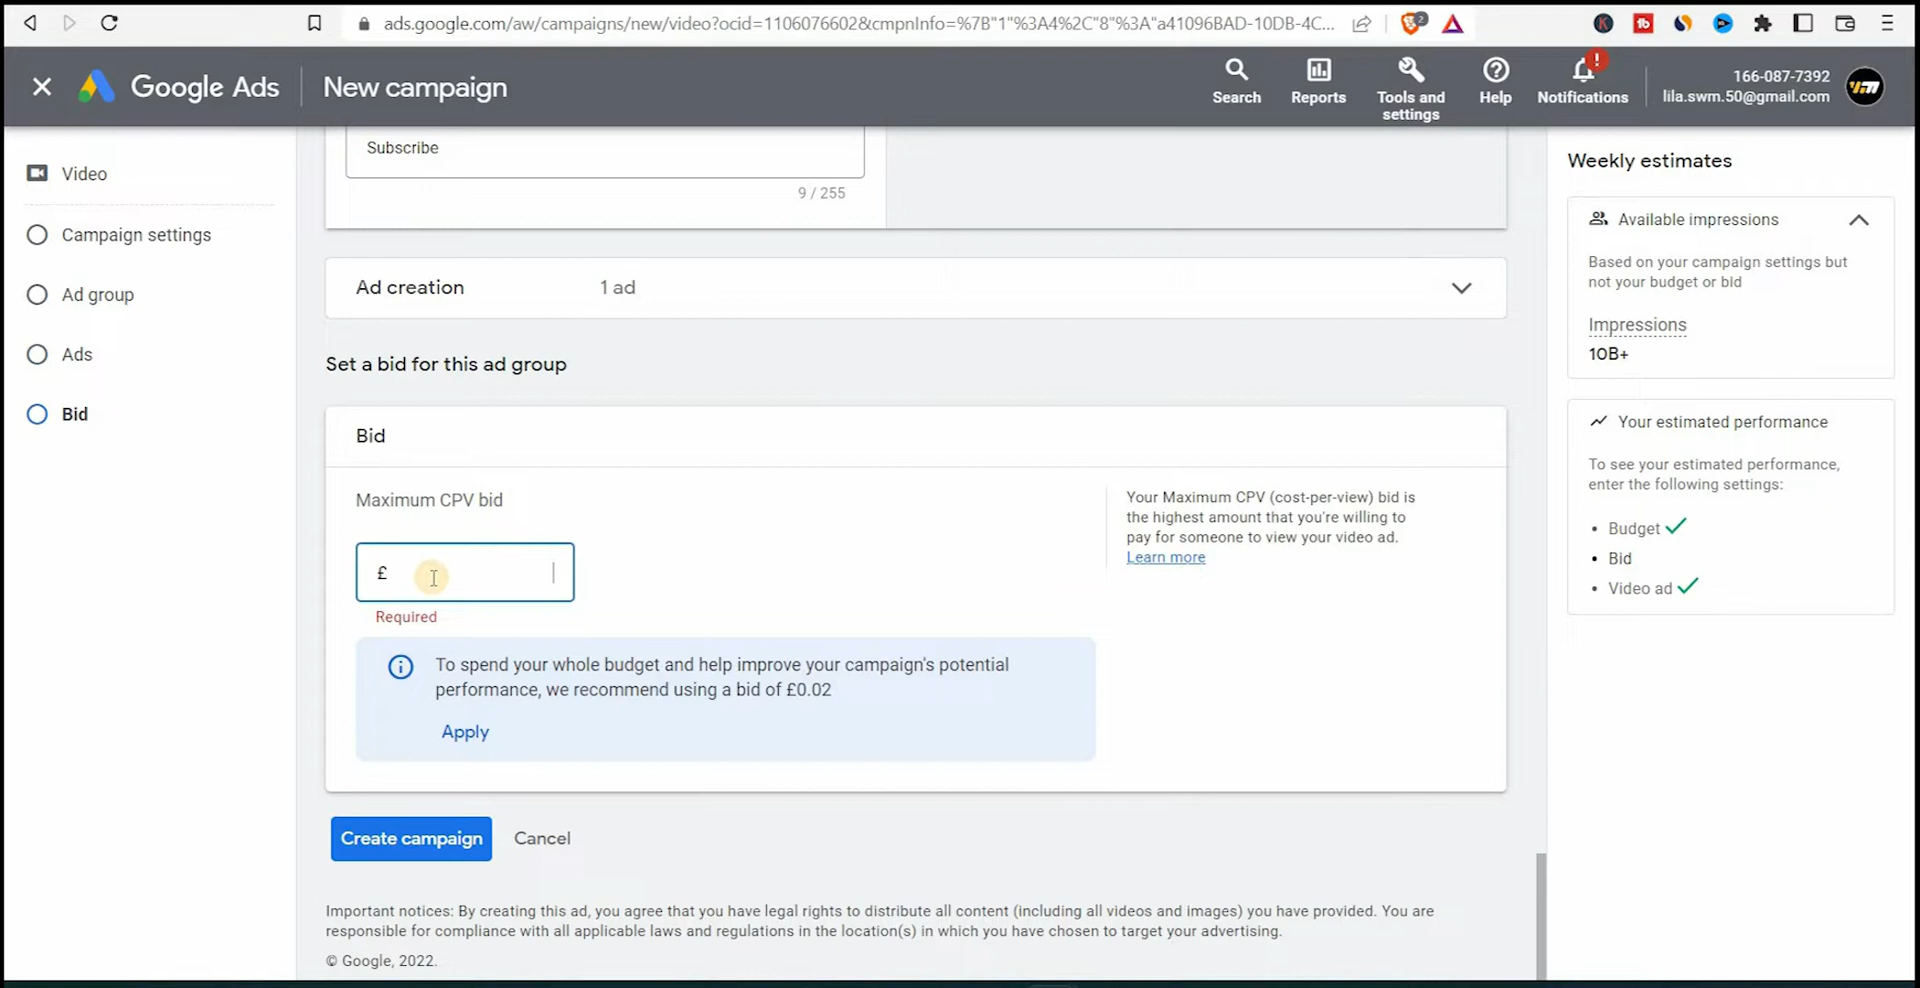 ads.google.com/aw/campaigns/new/video?ocid=1106076602&cmpnInfo=%7B"1"%3A4%2C"8"%3A"a41096BAD-10DB-4C...
2
Google Ads
New campaign
Search
Reports
Tools and
settings
Help
!
Notifications
166-087-7392
lila.swm.50@gmail.com
Video
Campaign settings
Ad group
Ads
Bid
Subscribe
9 / 255
Ad creation
1 ad
Set a bid for this ad group
Bid
Maximum CPV bid
£
Required
Your Maximum CPV (cost-per-view) bid is
the highest amount that you're willing to
pay for someone to view your video ad.
Learn more
To spend your whole budget and help improve your campaign's potential
performance, we recommend using a bid of £0.02
Apply
Create campaign
Cancel
Important notices: By creating this ad, you agree that you have legal rights to distribute all content (including all videos and images) you have provided. You are
responsible for compliance with all applicable laws and regulations in the location(s) in which you have chosen to target your advertising.
© Google, 2022.
Weekly estimates
Available impressions
Based on your campaign settings but
not your budget or bid
Impressions
10B+
Your estimated performance
To see your estimated performance,
enter the following settings:
• Budget
• Bid
• Video ad